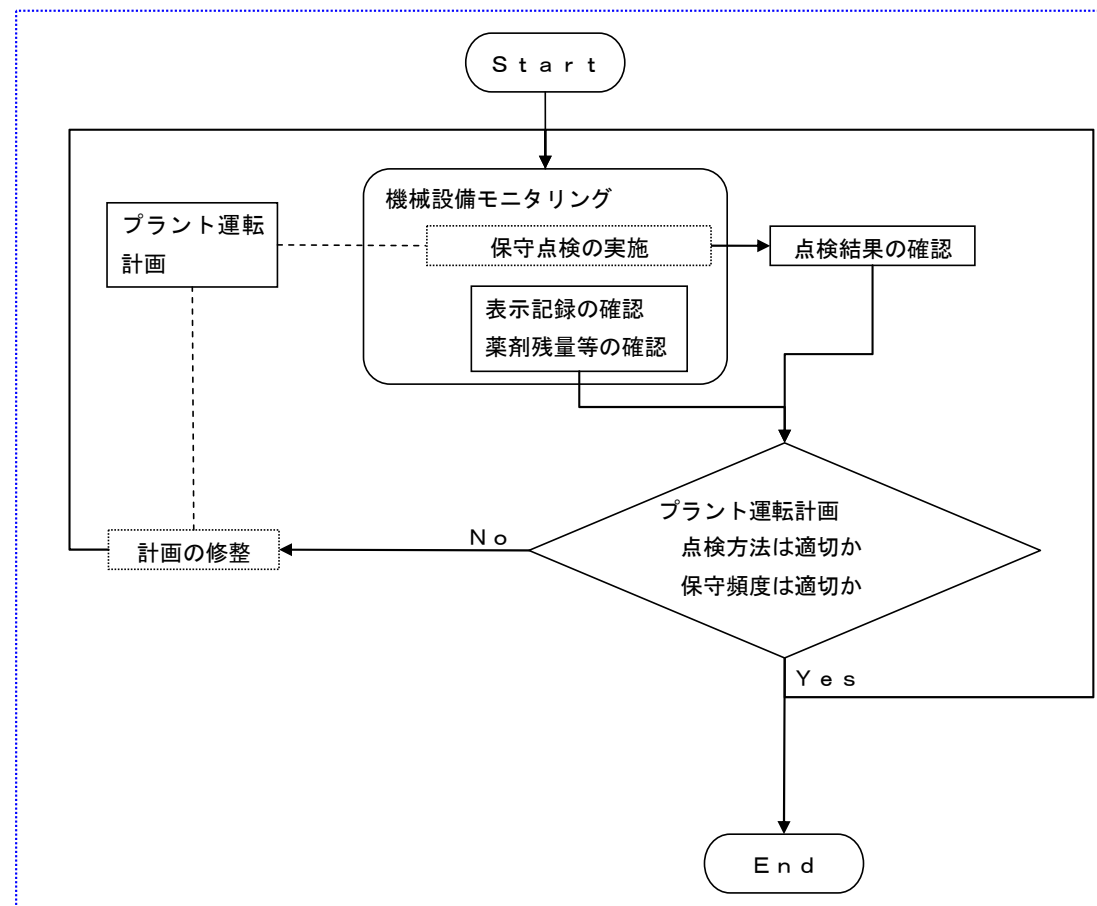 Ｓｔａｒｔ
機械設備モニタリング
プラント運転
計画
保守点検の実施
点検結果の確認
表示記録の確認
薬剤残量等の確認
プラント運転計画
点検方法は適切か
保守頻度は適切か
Ｎｏ
計画の修整
Ｙｅｓ
Ｅｎｄ